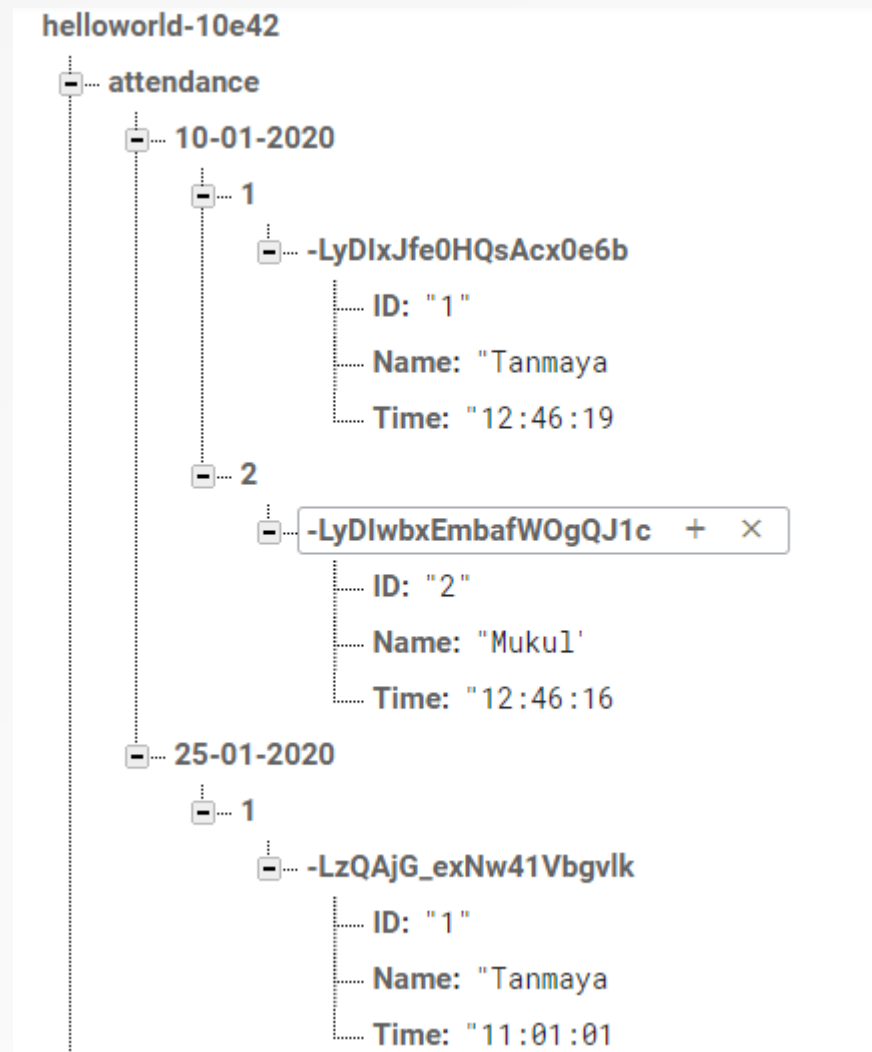 helloworld-10e42
attendance
10-01-2020
1
-LyDIxJfe0HQsAcx0e6b
ID: "1"
Name: "Tanmaya
Time: "12:46:19
2
-LyDIwbxEmbafWOgQJ1c + ×
ID: "2"
Name: "Mukul'
Time: "12:46:16
25-01-2020
1
-LzQAjG_exNw41Vbgvlk
ID: "1"
Name: "Tanmaya
Time: "11:01:01